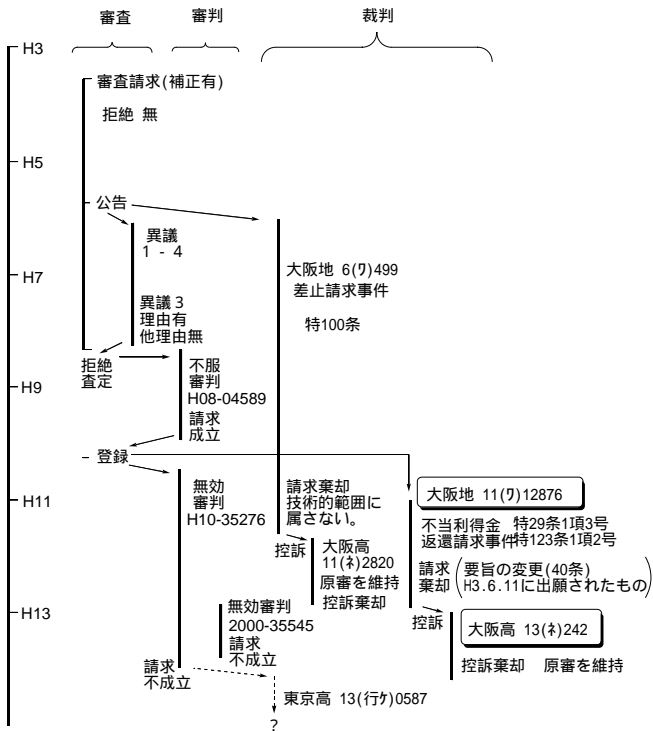 審査
審判
裁判
H3
審査請求(補正有)
拒絶 無
H5
公告
異議
1 - 4
H7
大阪地 6(ワ)499
差止請求事件
特100条
異議3
理由有
他理由無
拒絶
査定
H9
不服
審判
H08-04589
請求
成立
登録
H11
無効
審判
H10-35276
請求棄却
技術的範囲に
属さない。
大阪地 11(ワ)12876
不当利得金 特29条1項3号
返還請求事件特123条1項2号
控訴
大阪高
11(ネ)2820
原審を維持
控訴棄却
請求
棄却
(要旨の変更(40条)
H3.6.11に出願されたもの)
H13
無効審判
2000-35545
請求
不成立
控訴
大阪高 13(ネ)242
控訴棄却 原審を維持
請求
不成立
東京高 13(行ケ)0587
?